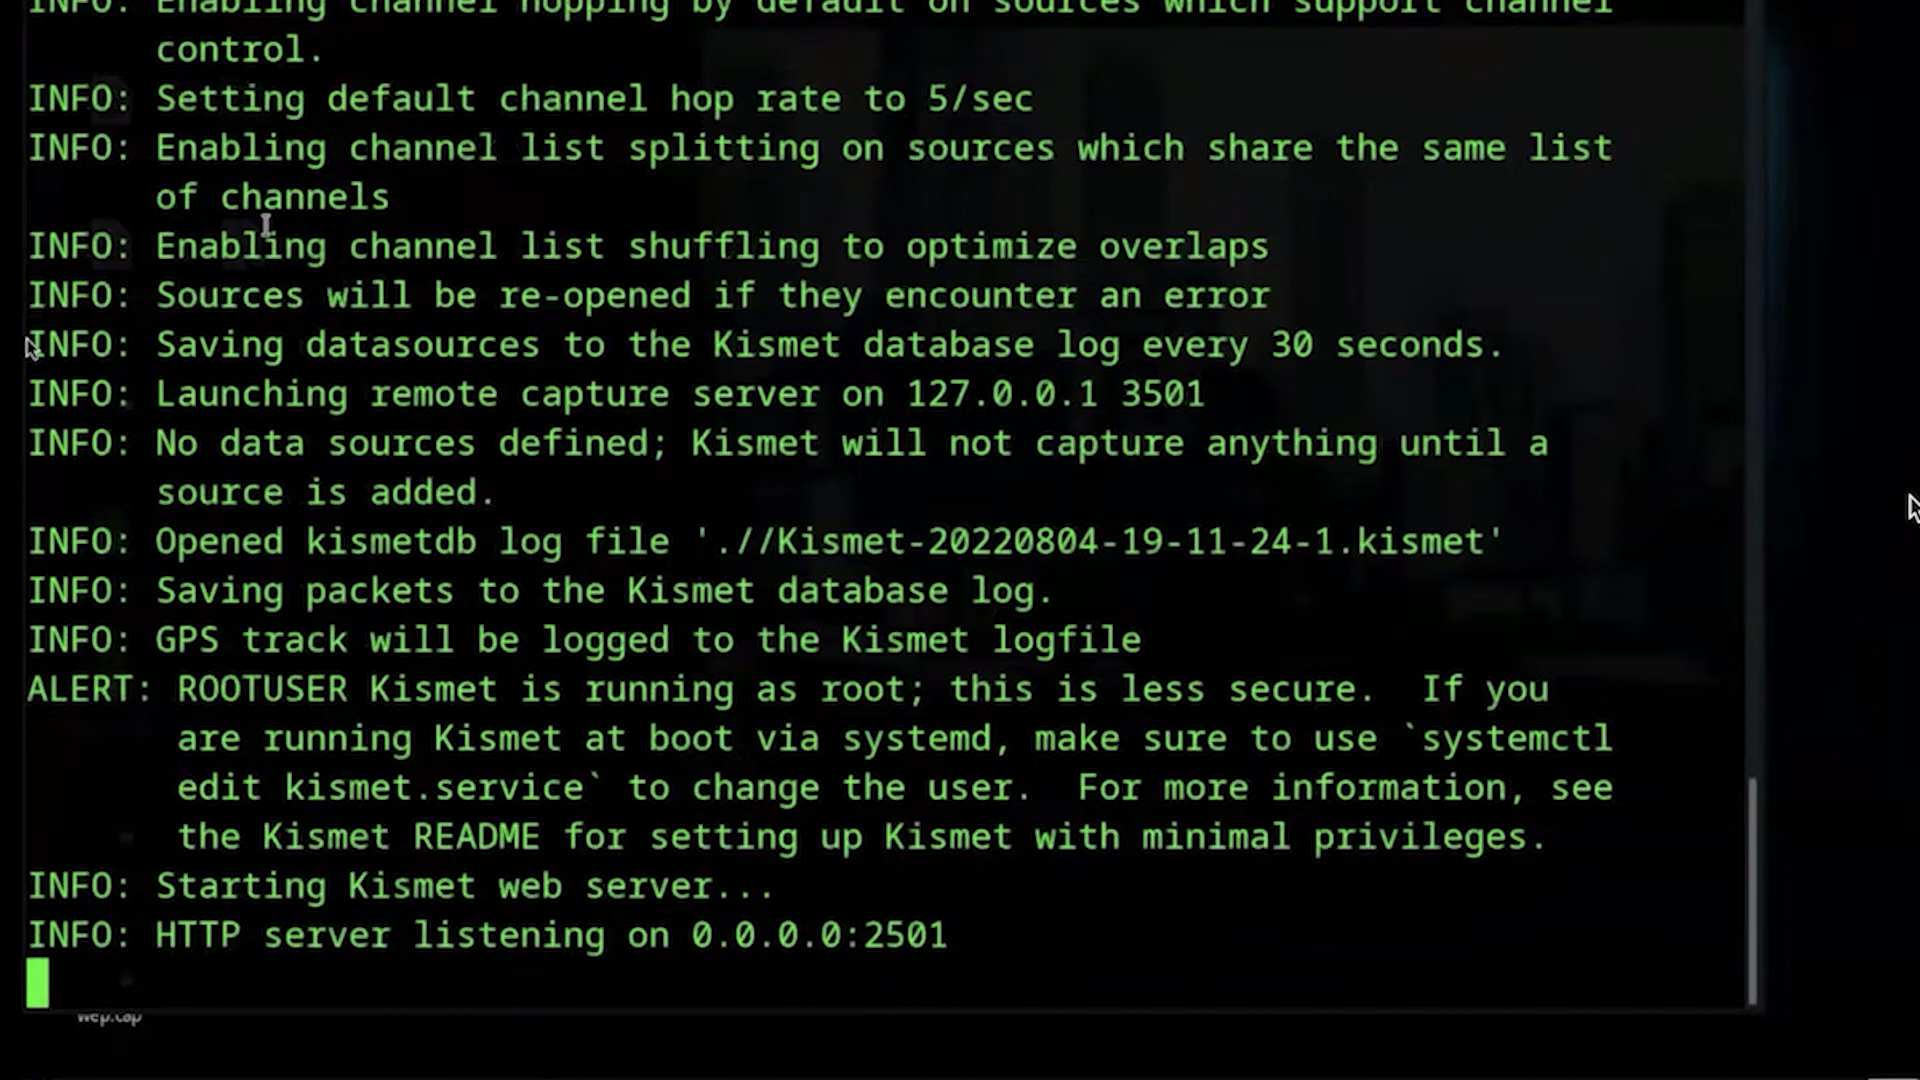 INFO: Enabling channel hopping by default on sources which support channel
control.
INFO: Setting default channel hop rate to 5/sec
INFO: Enabling channel list splitting on sources which share the same list
of channels
INFO: Enabling channel list shuffling to optimize overlaps
INFO: Sources will be re-opened if they encounter an error
INFO: Saving datasources to the Kismet database log every 30 seconds.
INFO: Launching remote capture server on 127.0.0.1 3501
INFO: No data sources defined; Kismet will not capture anything until a
source is added.
INFO: Opened kismetdb log file './/Kismet-20220804-19-11-24-1.kismet'
INFO: Saving packets to the Kismet database log.
INFO: GPS track will be logged to the Kismet logfile
ALERT: ROOTUSER Kismet is running as root; this is less secure.  If you
are running Kismet at boot via systemd, make sure to use `systemctl
edit kismet.service` to change the user.  For more information, see
the Kismet README for setting up Kismet with minimal privileges.
INFO: Starting Kismet web server...
INFO: HTTP server listening on 0.0.0.0:2501
wep.cap